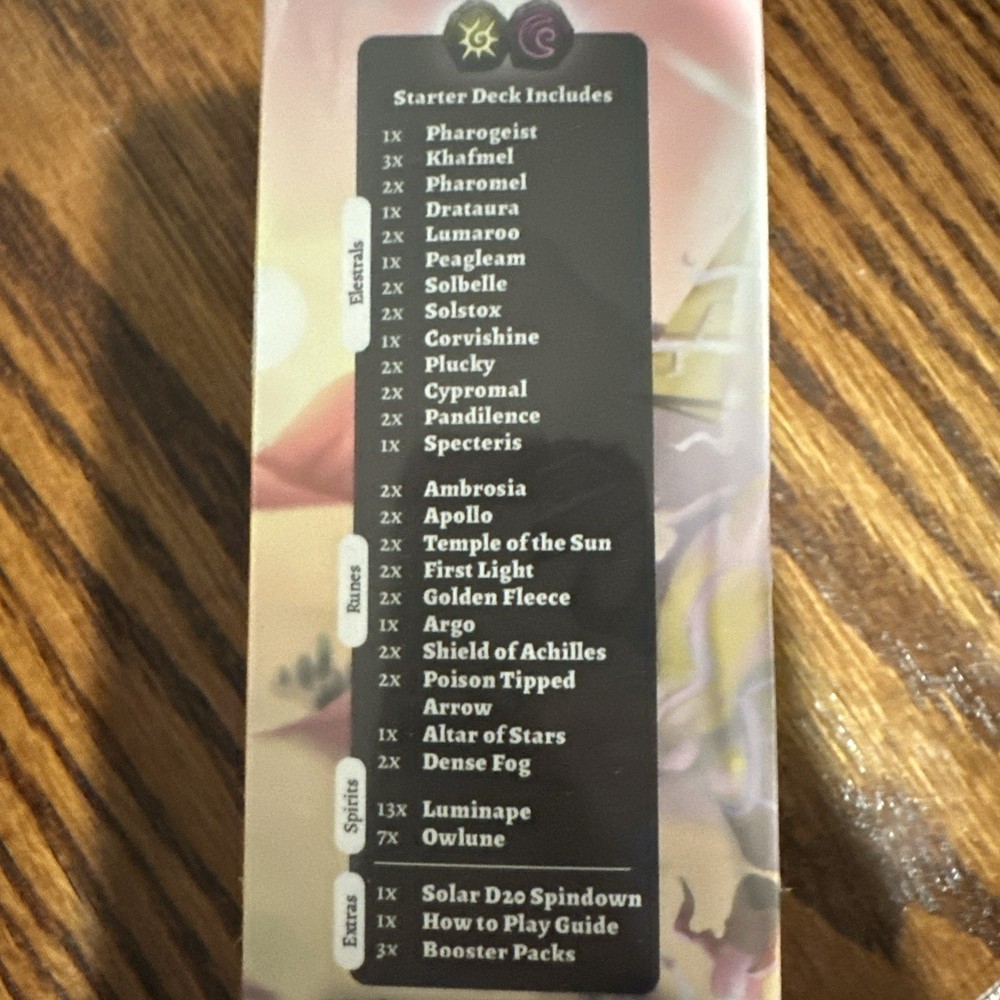 Starter Deck Includes
Elestrals
1X Pharogeist
3X Khafmel
2X Pharomel
1X Drataura
2X Lumaroo
1X Peagleam
2X Solbelle
2X Solstox
1X Corvishine
2X Plucky
2X Cypromal
2X Pandilence
1X Specteris
Runes
2X Ambrosia
2X Apollo
2X Temple of the Sun
2X First Light
2X Golden Fleece
1X Argo
2X Shield of Achilles
2X Poison Tipped
Arrow
1X Altar of Stars
2X Dense Fog
Spirits
13X Luminape
7X Owlune
Extras
1X Solar D20 Spindown
1X How to Play Guide
3X Booster Packs